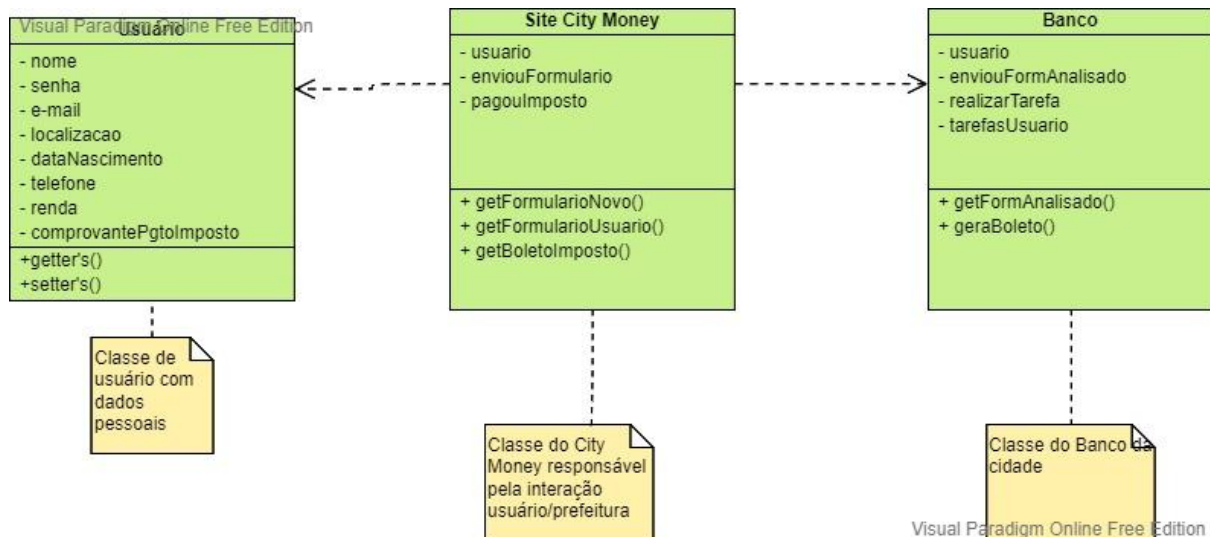 Visual Paradigm Online Free Edition
Usuário
- nome
- senha
- e-mail
- localizacao
- dataNascimento
- telefone
- renda
- comprovantePgtoImposto
+getter's()
+setter's()
Classe de
usuário com
dados
pessoais
Site City Money
- usuario
- enviouFormulario
- pagouImposto
+ getFormularioNovo()
+ getFormularioUsuario()
+ getBoletoImposto()
Classe do City
Money responsável
pela interação
usuário/prefeitura
Banco
- usuario
- enviouFormAnalisado
- realizarTarefa
- tarefasUsuario
+ getFormAnalisado()
+ geraBoleto()
Classe do Banco da
cidade
Visual Paradigm Online Free Edition